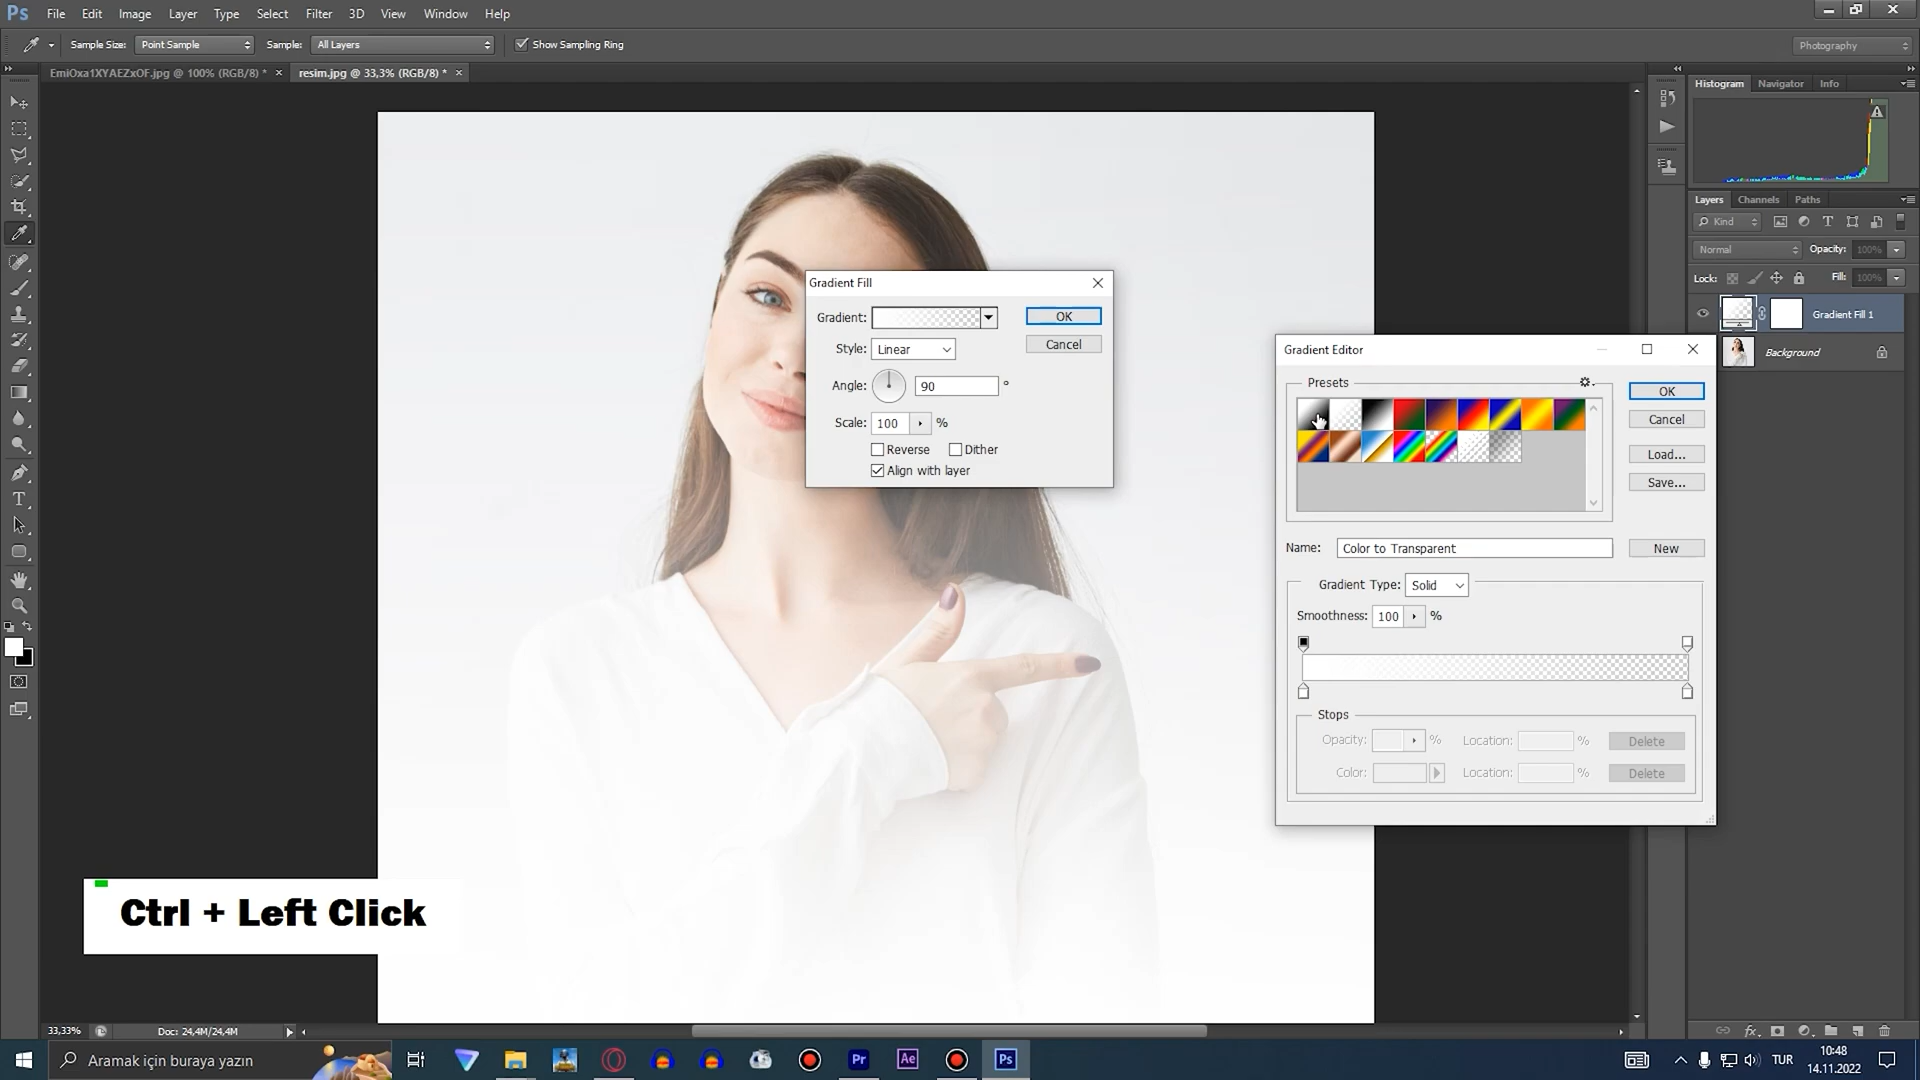 Ps File Edit Image Layer Type Select Filter 3D View Window Help
Sample Size: Point Sample Sample: All Layers Show Sampling Ring Photography
EmiOxa1XYAEZxOF.jpg @ 100% (RGB/8) * × resim.jpg @ 33,3% (RGB/8) * ×
Histogram Navigator Info
Layers Channels Paths
Kind
Normal Opacity: 100%
Lock: Fill: 100%
Gradient Fill 1
Background
Gradient Fill
Gradient: OK
Style: Linear Cancel
Angle: 90 °
Scale: 100 %
Reverse Dither
Align with layer
Gradient Editor
Presets
OK
Cancel
Load...
Save...
Name: Color to Transparent New
Gradient Type: Solid
Smoothness: 100 %
Stops
Opacity: % Location: % Delete
Color: Location: % Delete
Ctrl + Left Click
33,33% Doc: 24,4M/24,4M
Aramak için buraya yazın Pr Ae Ps TUR 10:48
14.11.2022